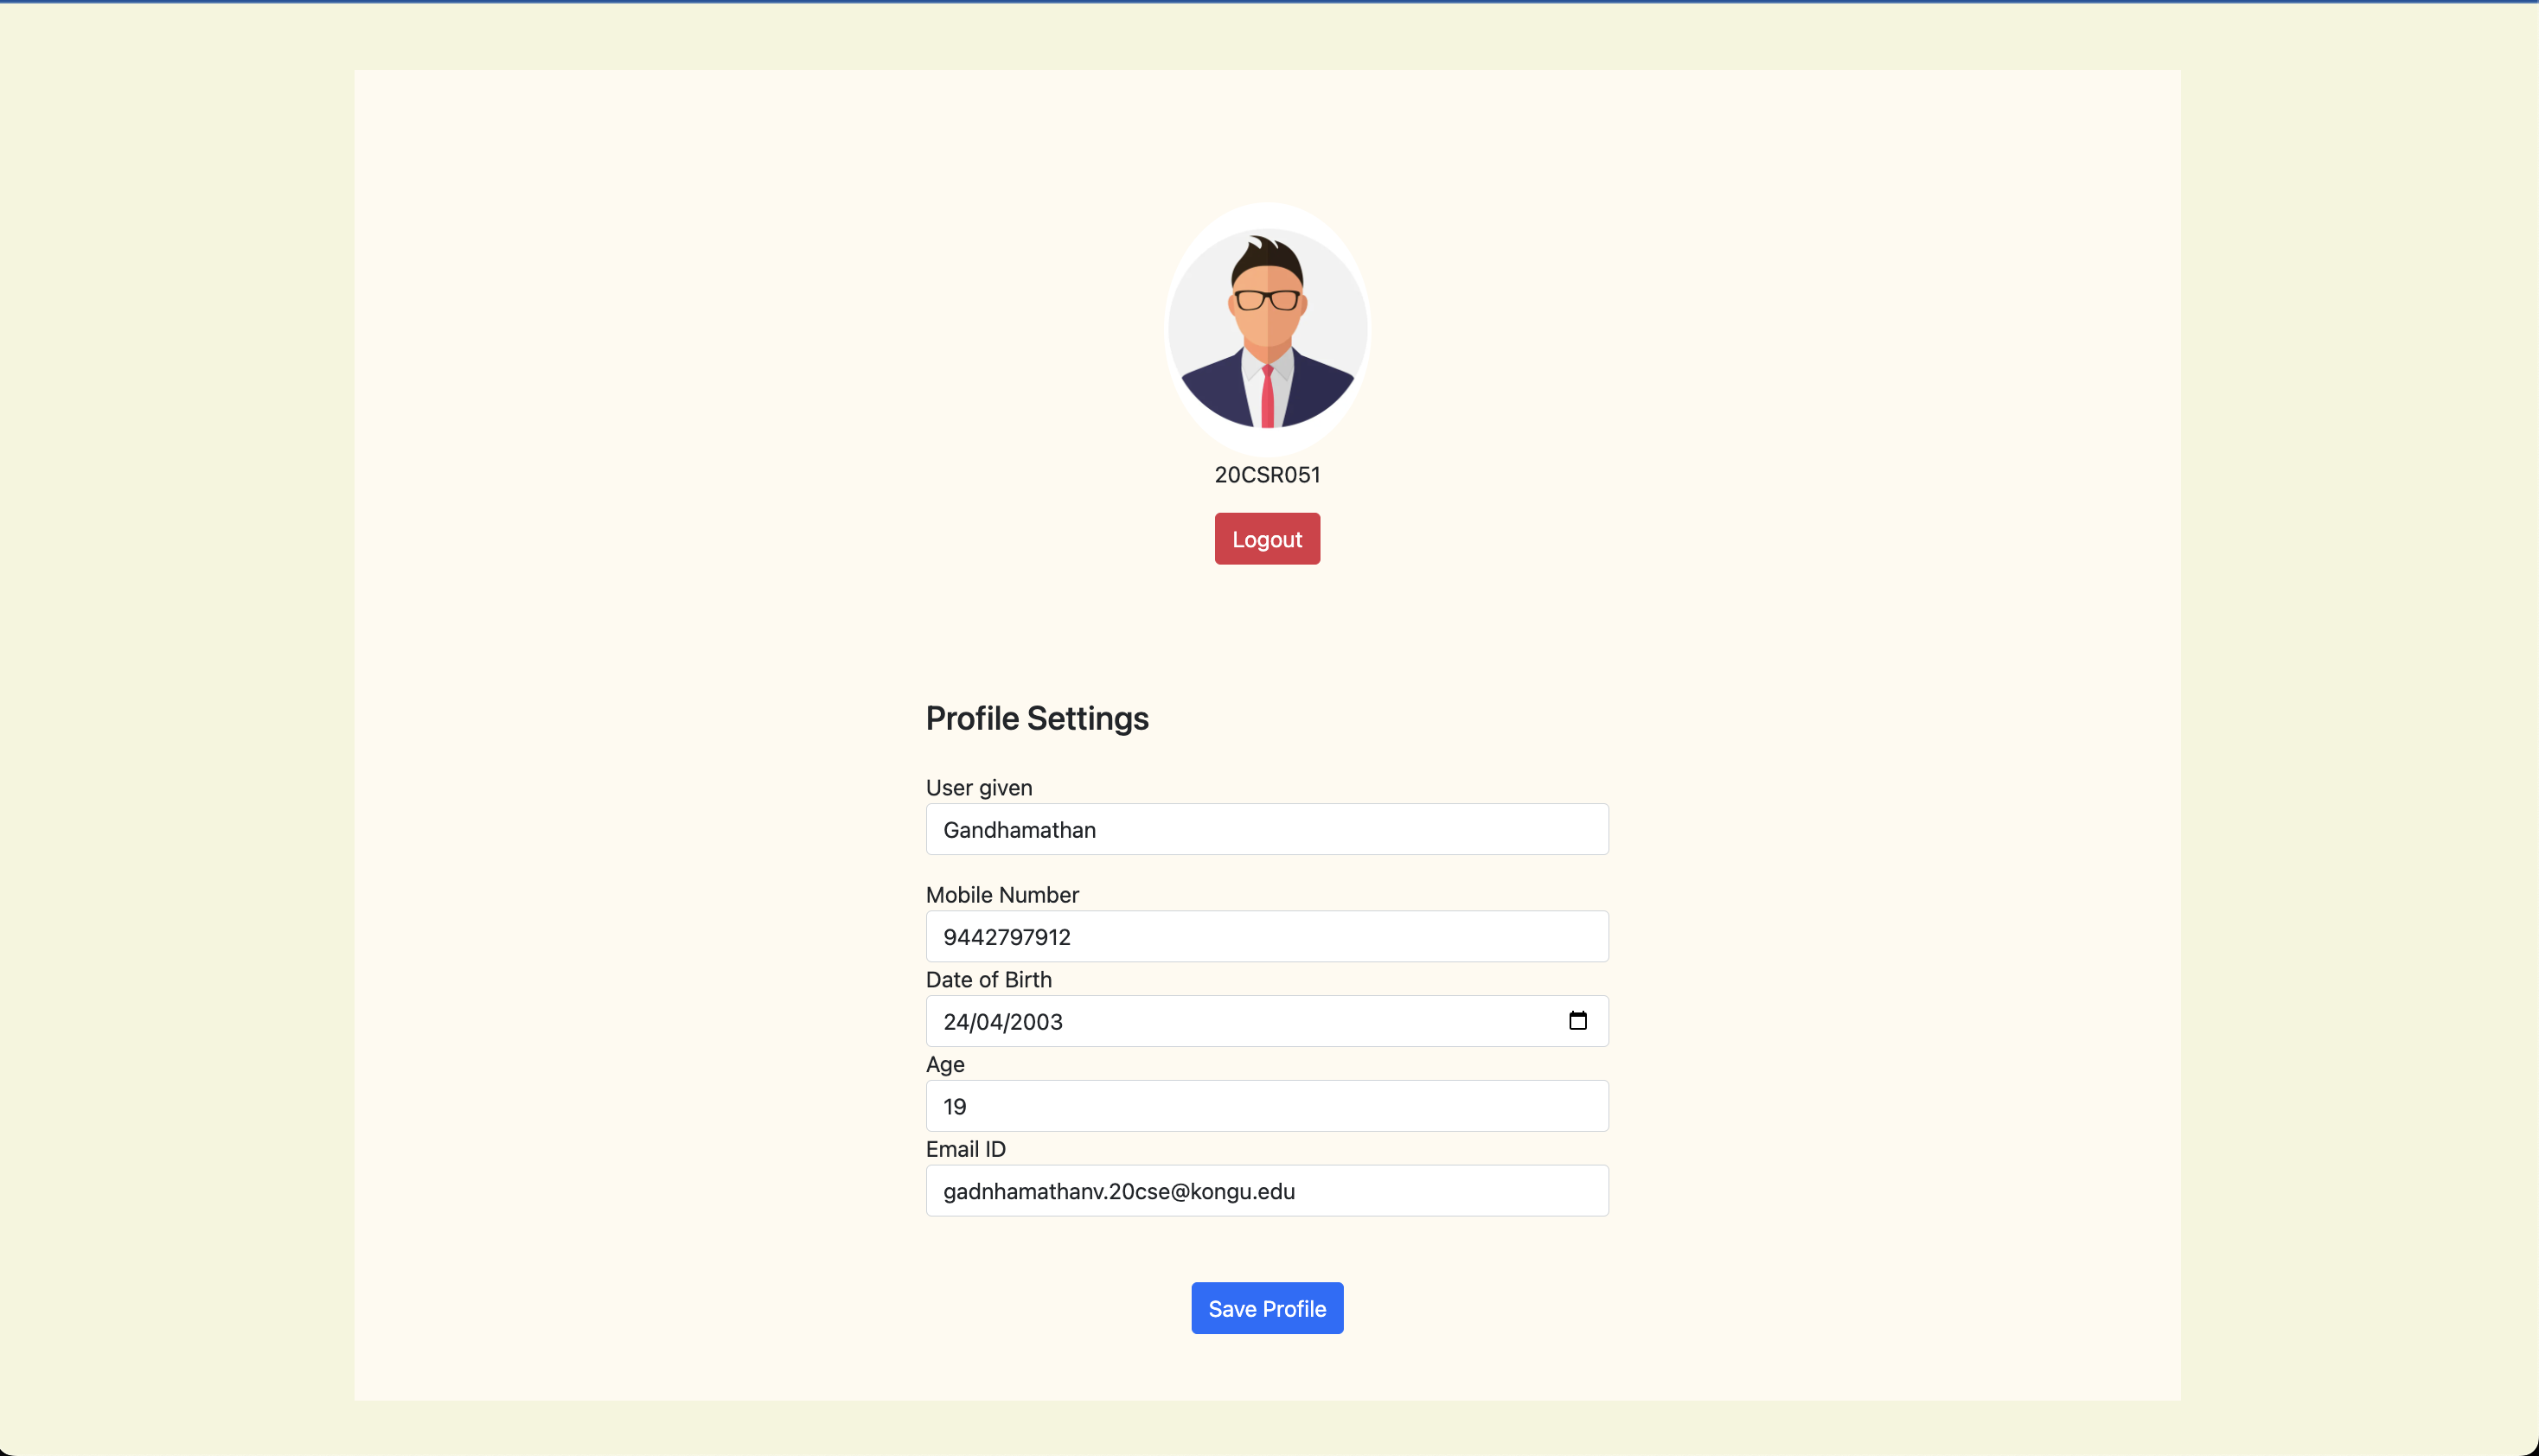 20CSR051
Logout
Profile Settings
User given
Gandhamathan
Mobile Number
9442797912
Date of Birth
24/04/2003
Age
19
Email ID
gadnhamathanv.20cse@kongu.edu
Save Profile